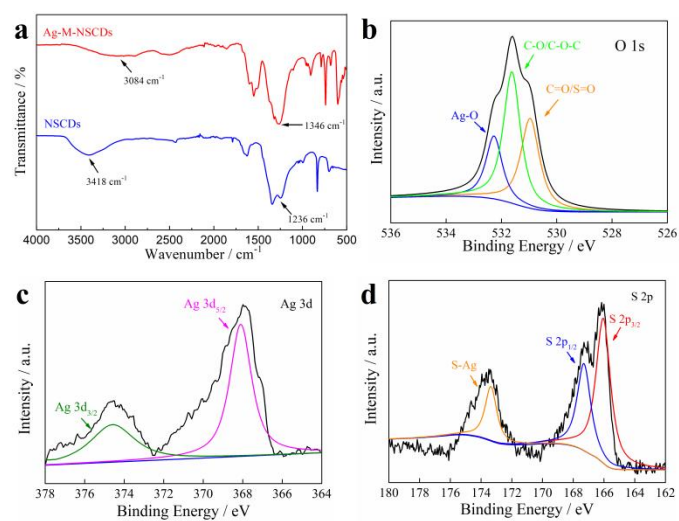 a
Ag-M-NSCDs
3084 cm⁻¹
1346 cm⁻¹
NSCDs
3418 cm⁻¹
1236 cm⁻¹
Transmittance / %
4000 3500 3000 2500 2000 1500 1000 500
Wavenumber / cm⁻¹
b
O 1s
C-O/C-O-C
C=O/S=O
Ag-O
Intensity / a.u.
536 534 532 530 528 526
Binding Energy / eV
c
Ag 3d
Ag 3d₅/₂
Ag 3d₃/₂
Intensity / a.u.
378 376 374 372 370 368 366 364
Binding Energy / eV
d
S 2p
S 2p₃/₂
S 2p₁/₂
S-Ag
Intensity / a.u.
180 178 176 174 172 170 168 166 164 162
Binding Energy / eV